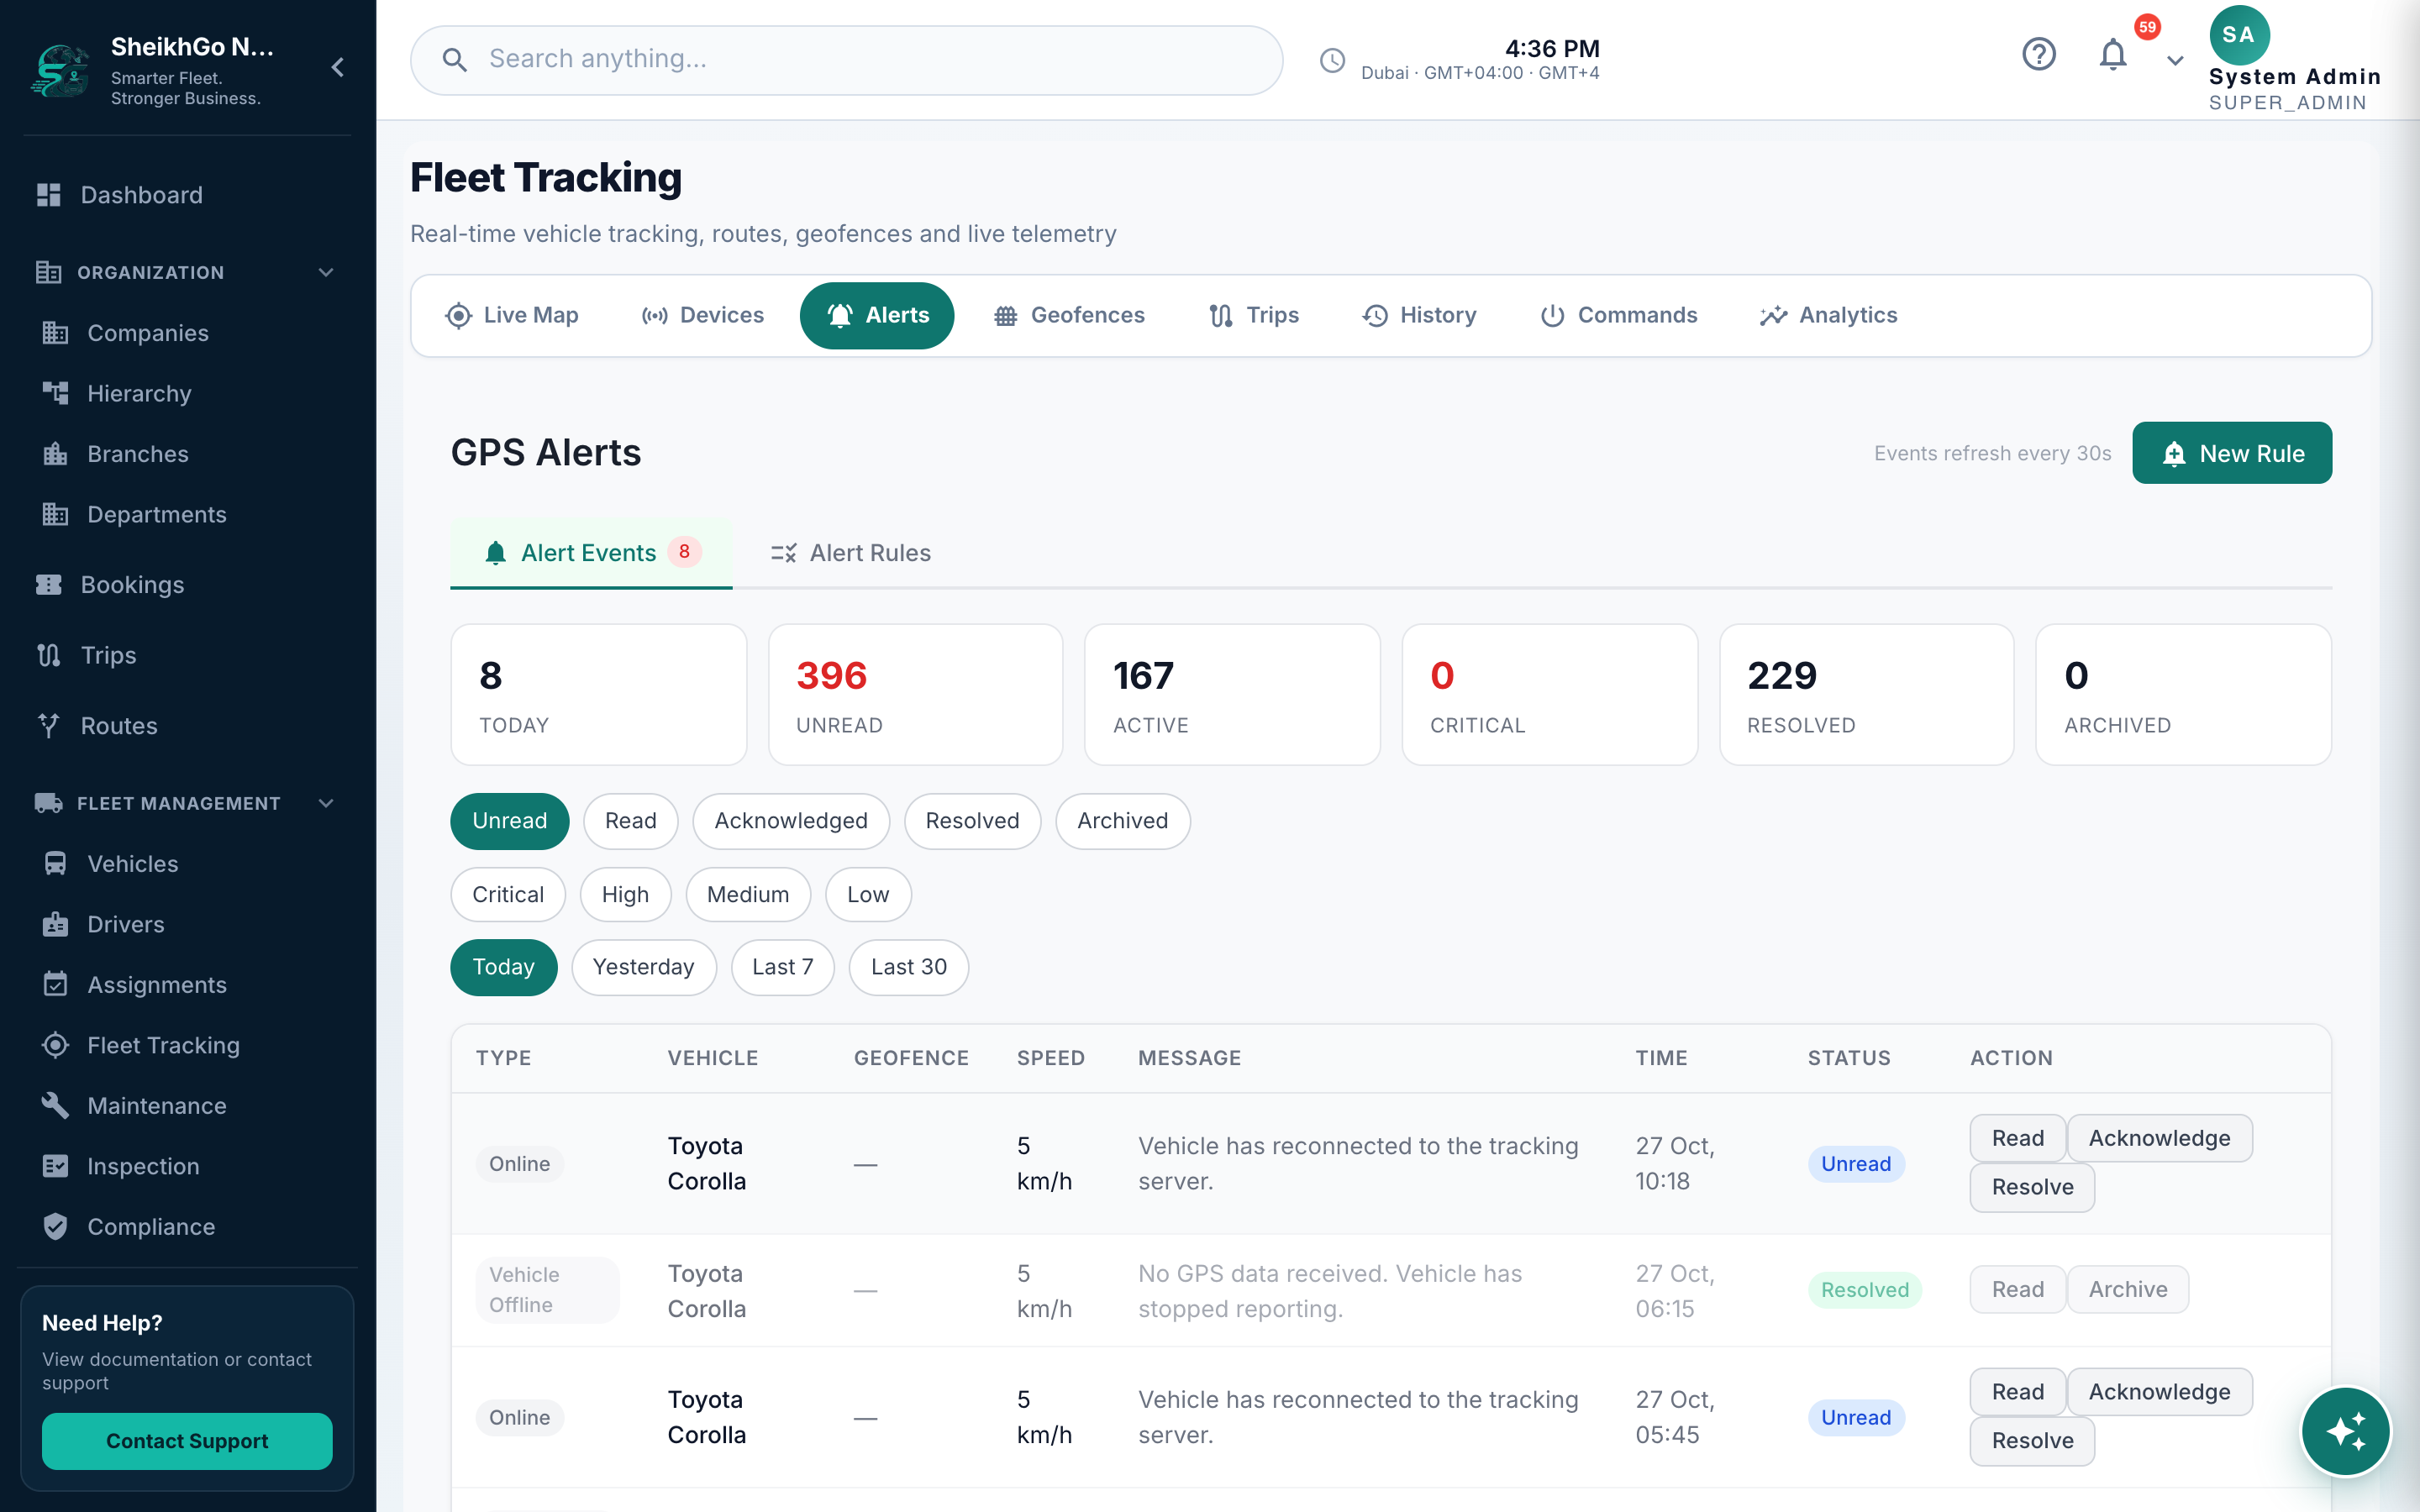 SheikhGo N...
Smarter Fleet.
Stronger Business.
Dashboard
ORGANIZATION
Companies
Hierarchy
Branches
Departments
Bookings
Trips
Routes
FLEET MANAGEMENT
Vehicles
Drivers
Assignments
Fleet Tracking
Maintenance
Inspection
Compliance
Need Help?
View documentation or contact
support
Contact Support
Search anything...
4:36 PM
Dubai · GMT+04:00 · GMT+4
59
SA
System Admin
SUPER_ADMIN
Fleet Tracking
Real-time vehicle tracking, routes, geofences and live telemetry
Live Map Devices Alerts Geofences Trips History Commands Analytics
GPS Alerts
Events refresh every 30s
New Rule
Alert Events 8 Alert Rules
8 396 167 0 229 0
TODAY UNREAD ACTIVE CRITICAL RESOLVED ARCHIVED
Unread Read Acknowledged Resolved Archived
Critical High Medium Low
Today Yesterday Last 7 Last 30
TYPE VEHICLE GEOFENCE SPEED MESSAGE TIME STATUS ACTION
Online
Toyota
Corolla
—
5
km/h
Vehicle has reconnected to the tracking
server.
27 Oct,
10:18
Unread
Read Acknowledge
Resolve
Vehicle
Offline
Toyota
Corolla
—
5
km/h
No GPS data received. Vehicle has
stopped reporting.
27 Oct,
06:15
Resolved
Read Archive
Online
Toyota
Corolla
—
5
km/h
Vehicle has reconnected to the tracking
server.
27 Oct,
05:45
Unread
Read Acknowledge
Resolve